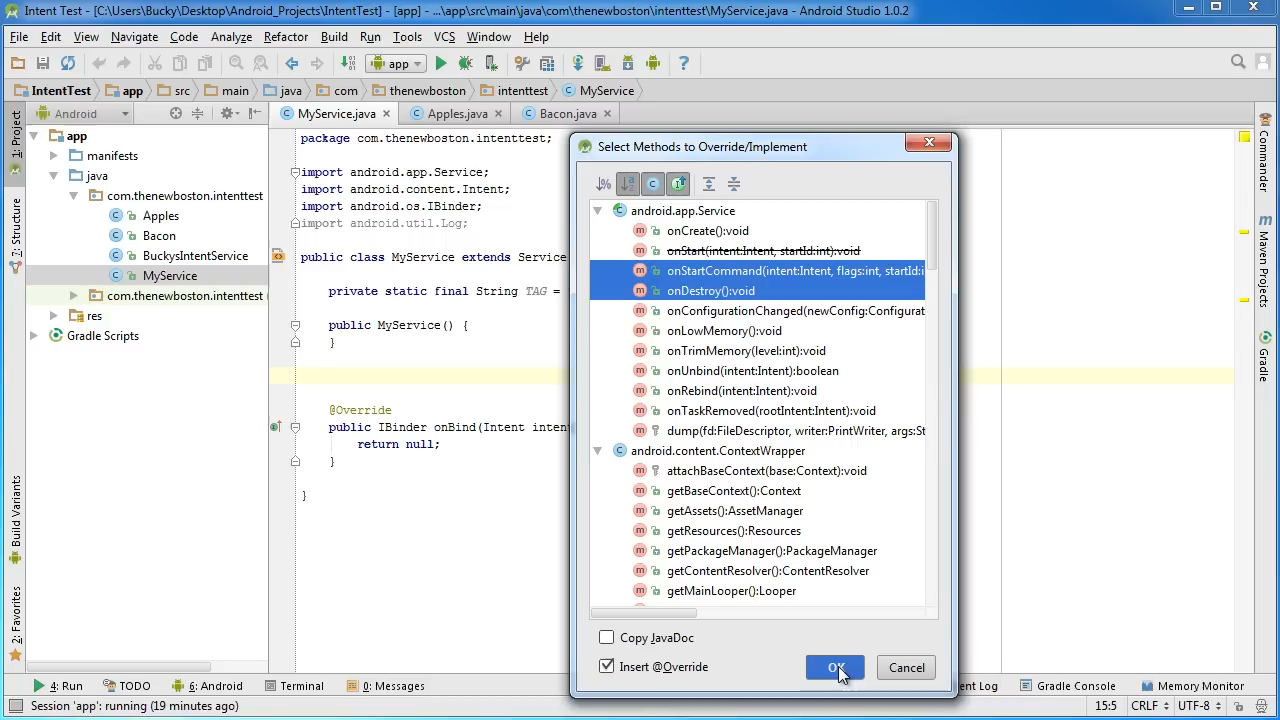 Intent Test - [C:\Users\Bucky\Desktop\Android_Projects\IntentTest] - [app] - ...\app\src\main\java\com\thenewboston\intenttest\MyService.java - Android Studio 1.0.2
File Edit View Navigate Code Analyze Refactor Build Run Tools VCS Window Help
app
IntentTest app src main java com thenewboston intenttest MyService
Android
MyService.java Apples.java Bacon.java
1: Project
7: Structure
Build Variants
2: Favorites
app
manifests
java
com.thenewboston.intenttest
Apples
Bacon
BuckysIntentService
MyService
com.thenewboston.intenttest
res
Gradle Scripts
package com.thenewboston.intenttest;
import android.app.Service;
import android.content.Intent;
import android.os.IBinder;
import android.util.Log;
public class MyService extends Service
private static final String TAG =
public MyService() {
}
@Override
public IBinder onBind(Intent intent
return null;
}
}
Select Methods to Override/Implement
android.app.Service
onCreate():void
onStart(intent:Intent, startId:int):void
onStartCommand(intent:Intent, flags:int, startId:i
onDestroy():void
onConfigurationChanged(newConfig:Configurat
onLowMemory():void
onTrimMemory(level:int):void
onUnbind(intent:Intent):boolean
onRebind(intent:Intent):void
onTaskRemoved(rootIntent:Intent):void
dump(fd:FileDescriptor, writer:PrintWriter, args:St
android.content.ContextWrapper
attachBaseContext(base:Context):void
getBaseContext():Context
getAssets():AssetManager
getResources():Resources
getPackageManager():PackageManager
getContentResolver():ContentResolver
getMainLooper():Looper
Copy JavaDoc
Insert @Override
OK Cancel
Commander
Maven Projects
Gradle
4: Run TODO 6: Android Terminal 0: Messages nt Log Gradle Console Memory Monitor
Session 'app': running (19 minutes ago) 15:5 CRLF UTF-8